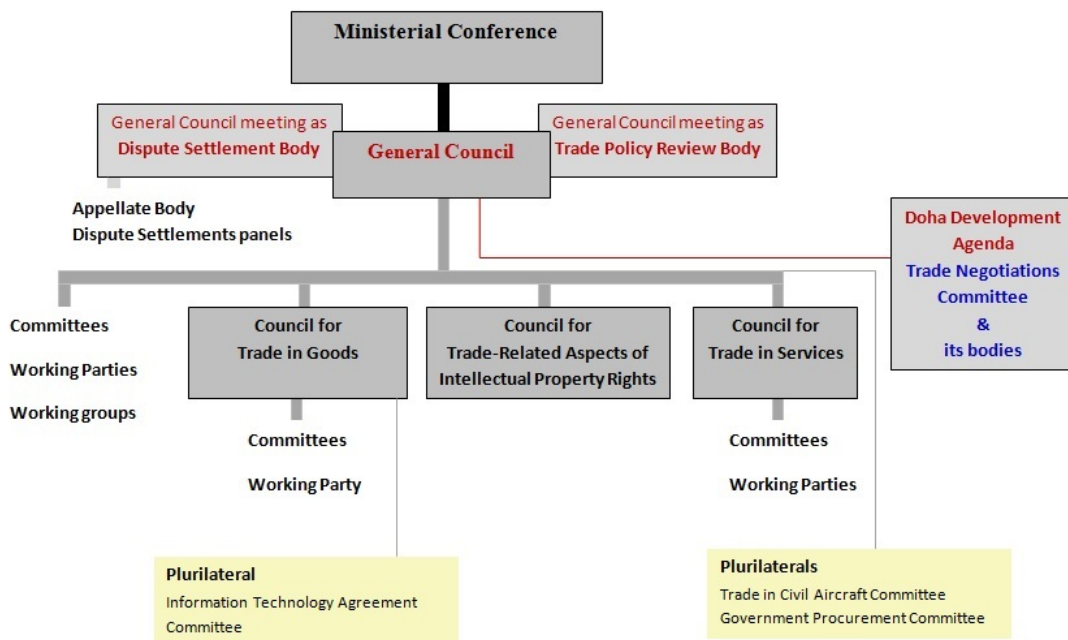 Ministerial Conference
General Council meeting as
Dispute Settlement Body
General Council
General Council meeting as
Trade Policy Review Body
Appellate Body
Dispute Settlements panels
Doha Development
Agenda
Trade Negotiations
Committee
&
its bodies
Committees
Working Parties
Working groups
Council for
Trade in Goods
Council for
Trade-Related Aspects of
Intellectual Property Rights
Council for
Trade in Services
Committees
Working Party
Committees
Working Parties
Plurilateral
Information Technology Agreement
Committee
Plurilaterals
Trade in Civil Aircraft Committee
Government Procurement Committee